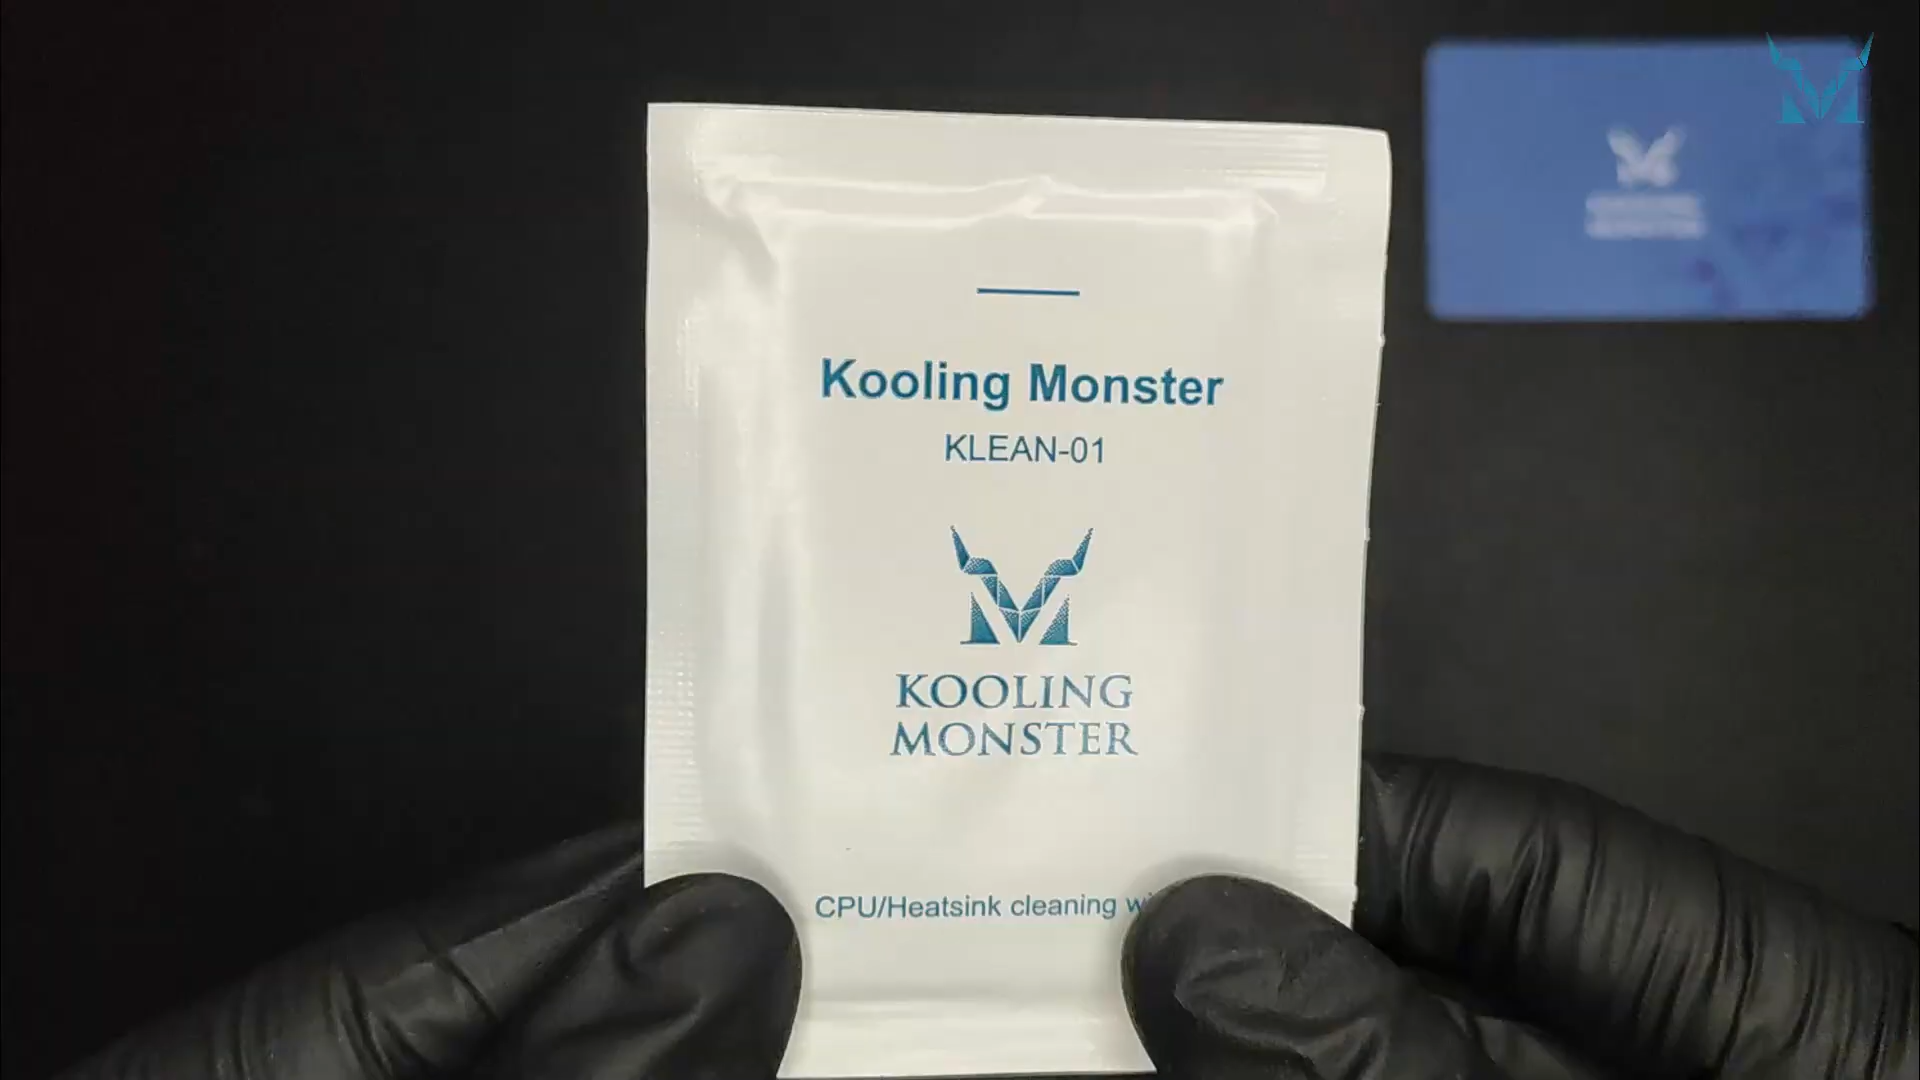 Kooling Monster
KLEAN-01
KOOLING
MONSTER
CPU/Heatsink cleaning